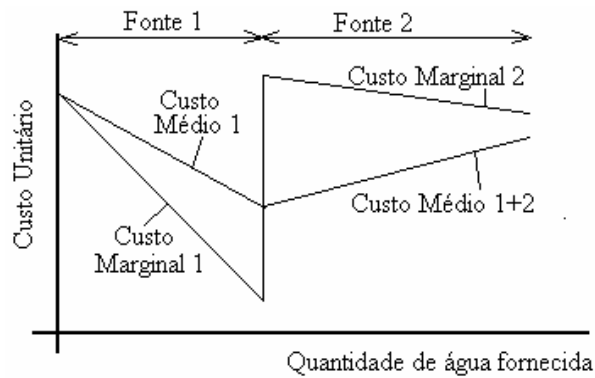 Fonte 1
Fonte 2
Custo
Médio 1
Custo Marginal 2
Custo Unitário
Custo
Marginal 1
Custo Médio 1+2
Quantidade de água fornecida